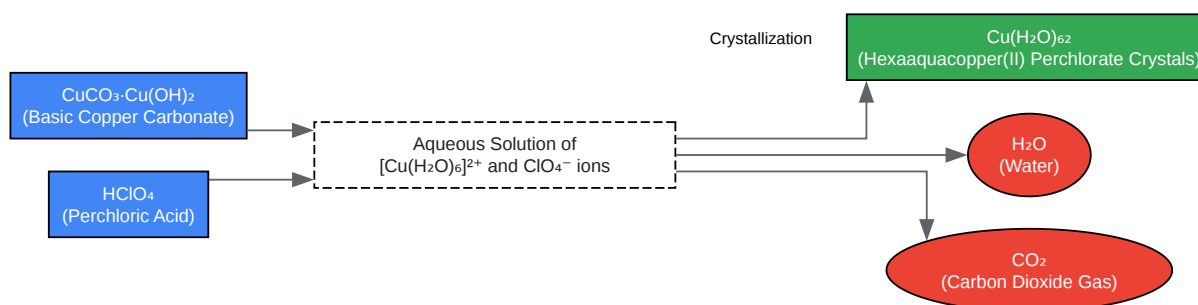 Crystallization
Cu(H₂O)₆₂
(Hexaaquacopper(II) Perchlorate Crystals)
CuCO₃·Cu(OH)₂
(Basic Copper Carbonate)
Aqueous Solution of
[Cu(H₂O)₆]²⁺ and ClO₄⁻ ions
H₂O
(Water)
HClO₄
(Perchloric Acid)
CO₂
(Carbon Dioxide Gas)